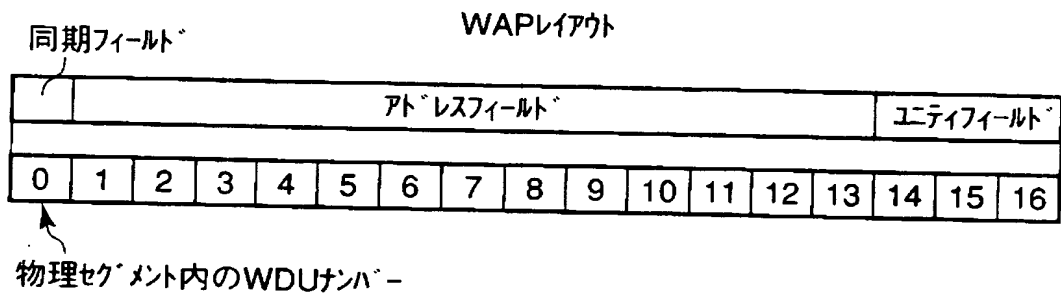 WAPレイアウト
同期フィールド
アドレスフィールド ユニティフィールド
0 1 2 3 4 5 6 7 8 9 10 11 12 13 14 15 16
物理セグメント内のWDUナンバー